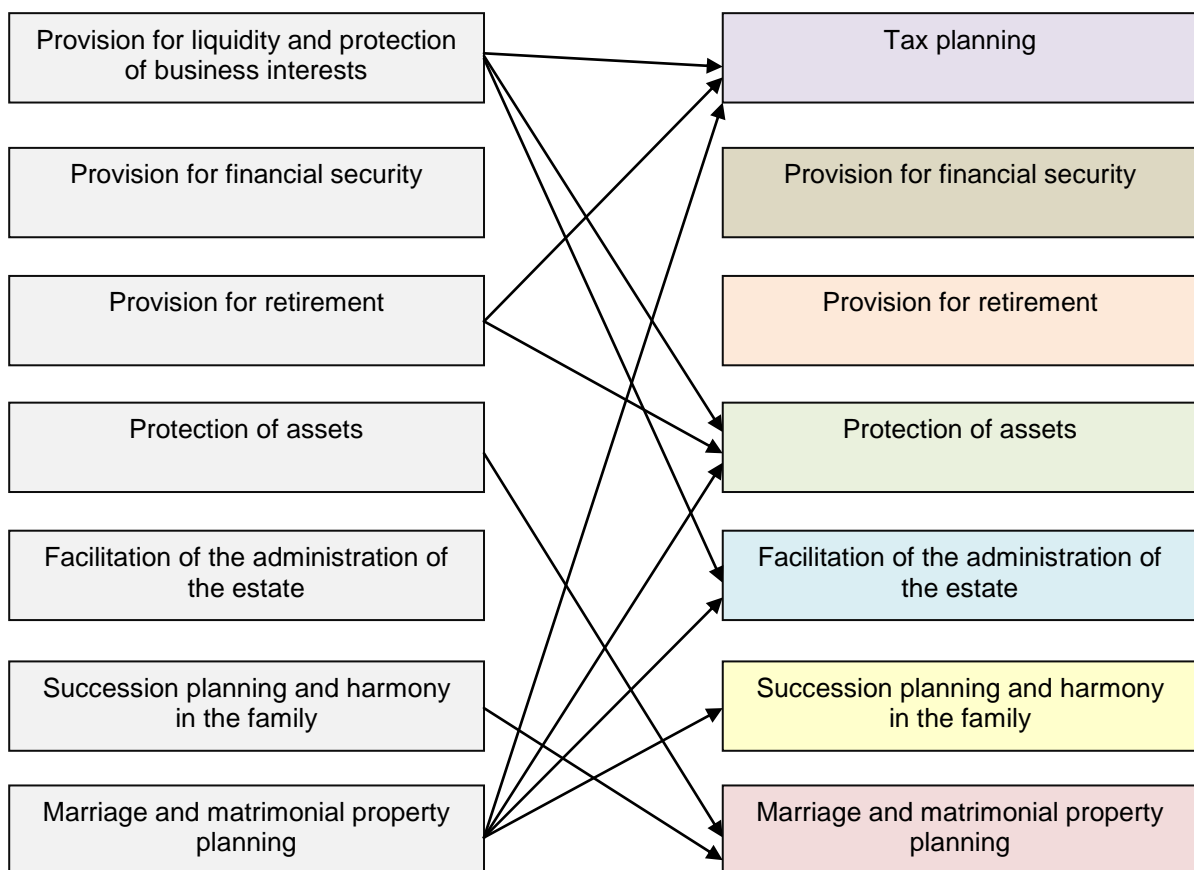 Provision for liquidity and protection
of business interests
Tax planning
Provision for financial security
Provision for financial security
Provision for retirement
Provision for retirement
Protection of assets
Protection of assets
Facilitation of the administration of
the estate
Facilitation of the administration of
the estate
Succession planning and harmony
in the family
Succession planning and harmony
in the family
Marriage and matrimonial property
planning
Marriage and matrimonial property
planning